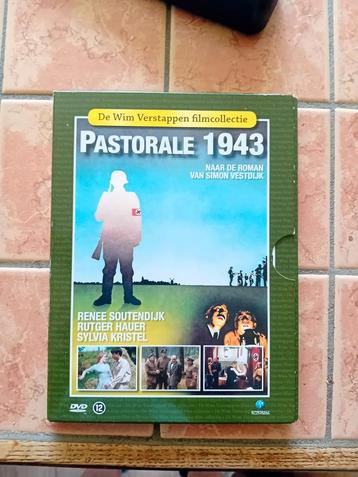 De Wim Verstappen filmcollectie
PASTORALE 1943
NAAR DE ROMAN
VAN SIMON VESTDIJK
RENEE SOUTENDIJK
RUTGER HAUER
SYLVIA KRISTEL
DVD
12